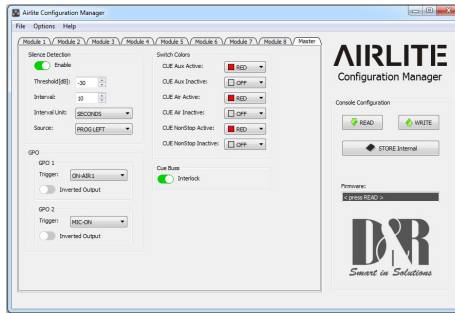 Airlite Configuration Manager
File Options Help
Module 1 Module 2 Module 3 Module 4 Module 5 Module 6 Module 7 Module 8 Master
Silence Detection
Enable
Threshold[dB]: -30
Interval: 10
Interval Unit: SECONDS
Source: PROG LEFT
GPO
GPO 1
Trigger: ON-AIR1
Inverted Output
GPO 2
Trigger: MIC-ON
Inverted Output
Switch Colors
CUE Aux Active: RED
CUE Aux Inactive: OFF
CUE Air Active: RED
CUE Air Inactive: OFF
CUE NonStop Active: RED
CUE NonStop Inactive: OFF
Cue Buss
Interlock
AIRLITE
Configuration Manager
Console Configuration
READ WRITE
STORE Internal
Firmware:
< press READ >
D&R
Smart in Solutions